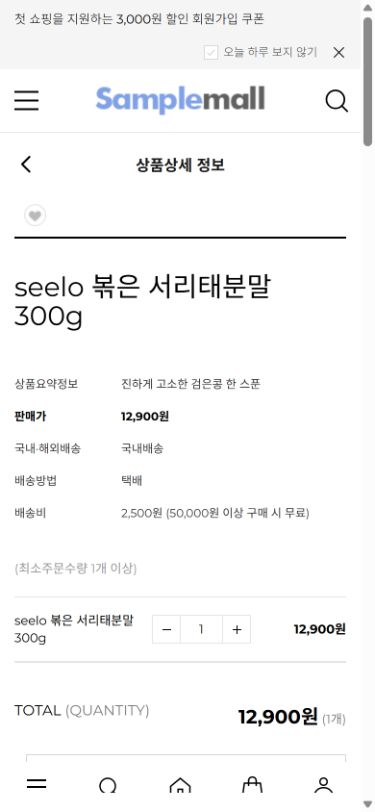 첫 쇼핑을 지원하는 3,000원 할인 회원가입 쿠폰
오늘 하루 보지 않기
Samplemall
상품상세 정보
seelo 볶은 서리태분말
300g
상품요약정보 진하게 고소한 검은콩 한 스푼
판매가 12,900원
국내·해외배송 국내배송
배송방법 택배
배송비 2,500원 (50,000원 이상 구매 시 무료)
(최소주문수량 1개 이상)
seelo 볶은 서리태분말
300g
- 1 +
12,900원
TOTAL (QUANTITY) 12,900원 (1개)